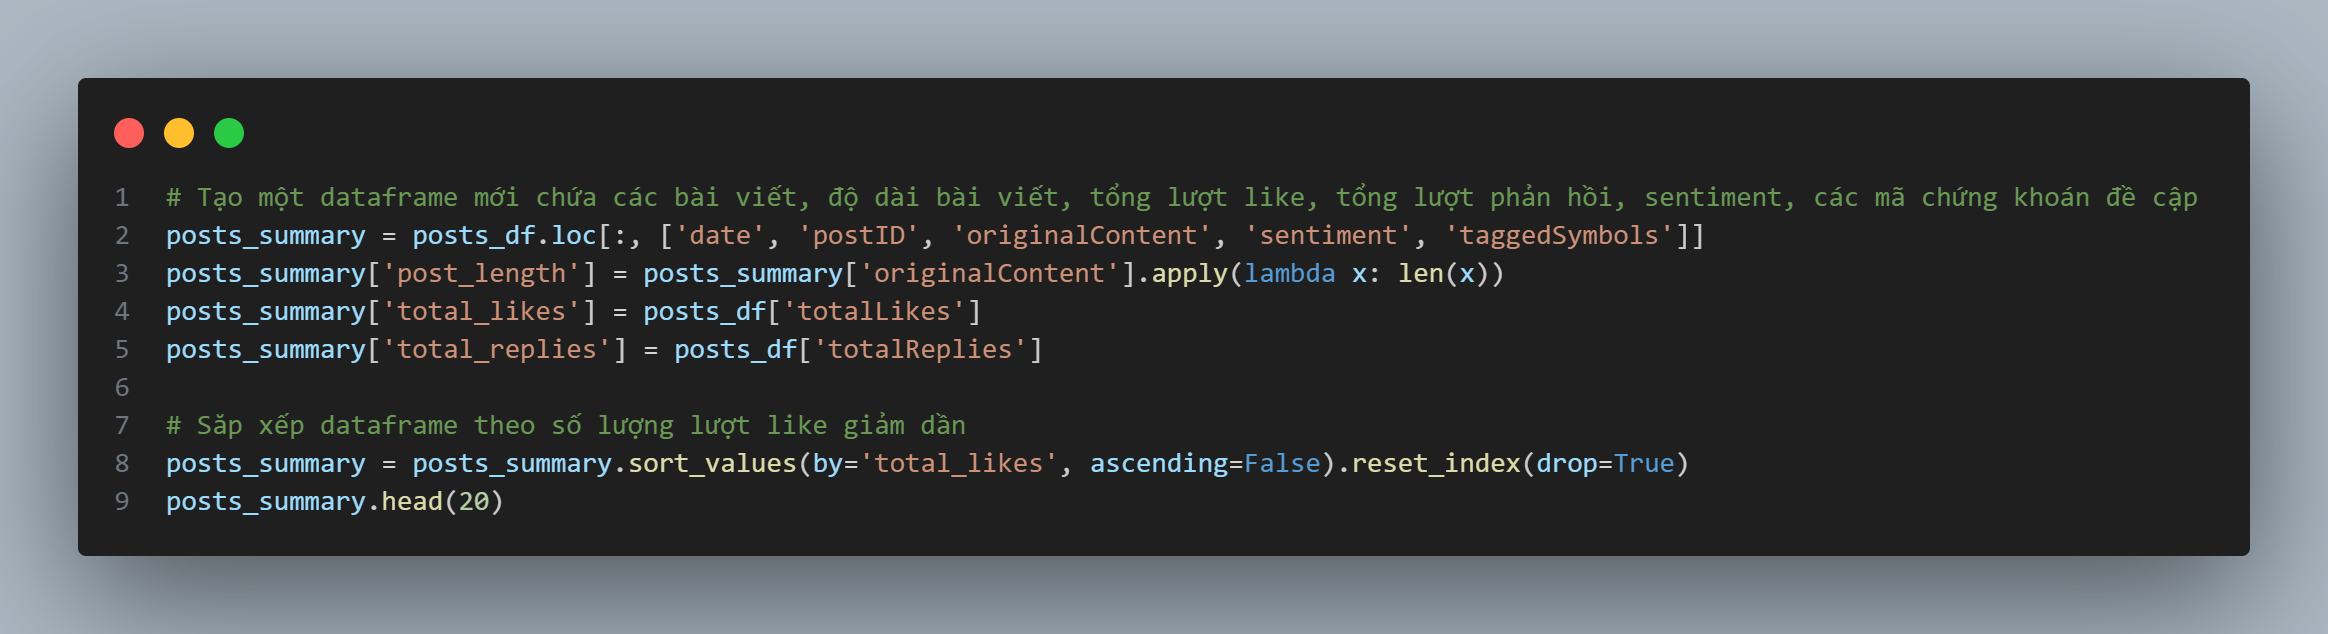 1 # Tạo một dataframe mới chứa các bài viết, độ dài bài viết, tổng lượt like, tổng lượt phản hồi, sentiment, các mã chứng khoán đề cập
2 posts_summary = posts_df.loc[:, ['date', 'postID', 'originalContent', 'sentiment', 'taggedSymbols']]
3 posts_summary['post_length'] = posts_summary['originalContent'].apply(lambda x: len(x))
4 posts_summary['total_likes'] = posts_df['totalLikes']
5 posts_summary['total_replies'] = posts_df['totalReplies']
6
7 # Sắp xếp dataframe theo số lượng lượt like giảm dần
8 posts_summary = posts_summary.sort_values(by='total_likes', ascending=False).reset_index(drop=True)
9 posts_summary.head(20)